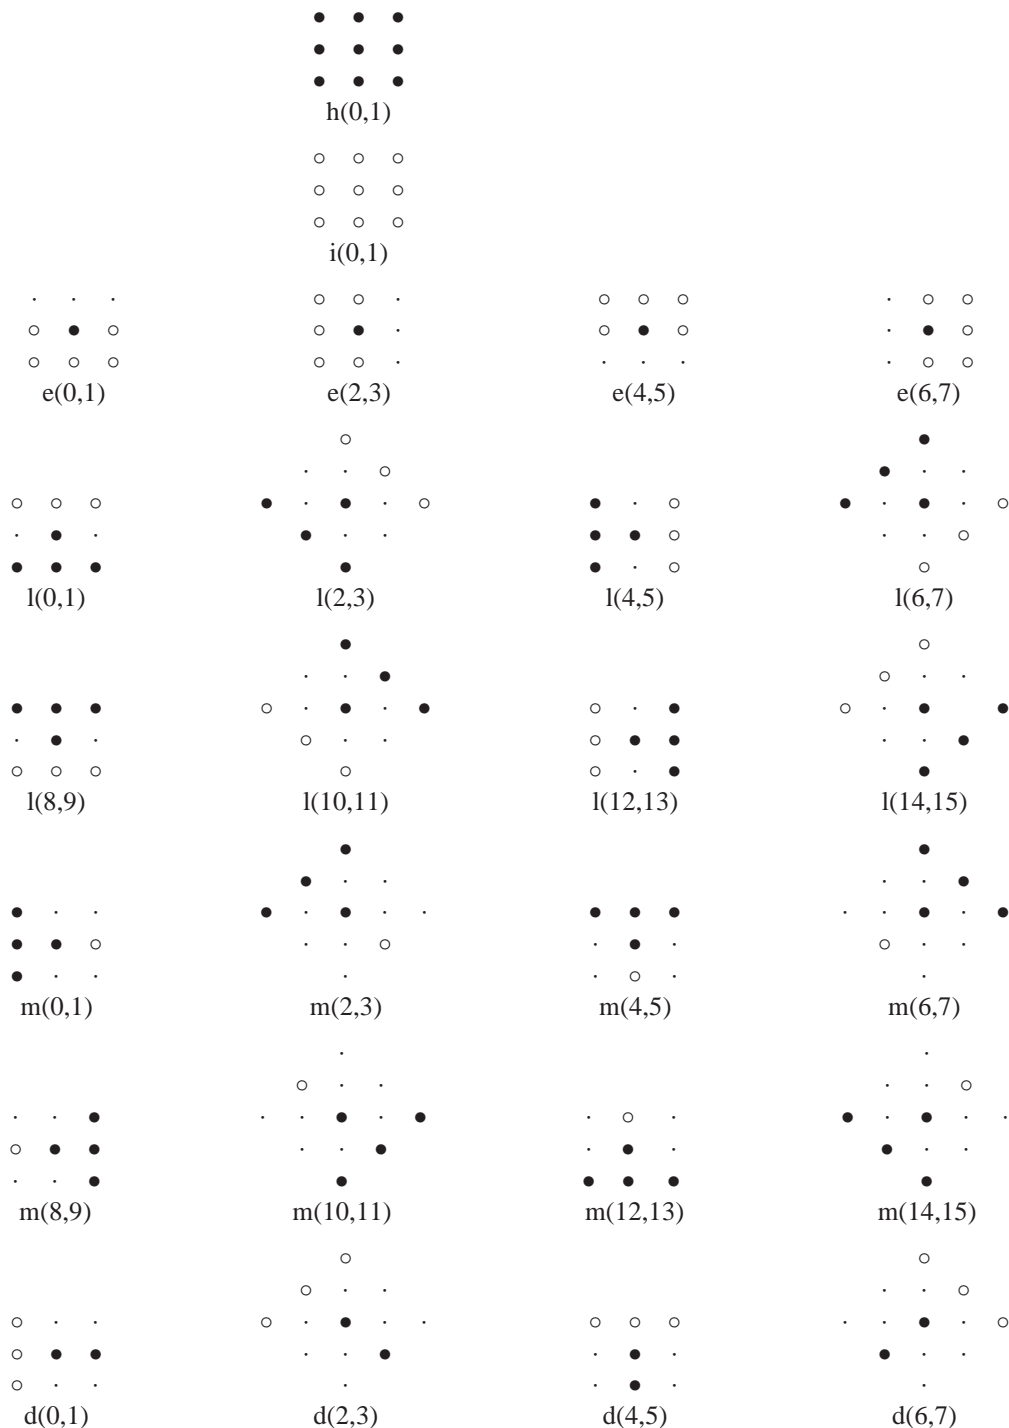 h(0,1)
i(0,1)
e(0,1) e(2,3) e(4,5) e(6,7)
l(0,1) l(2,3) l(4,5) l(6,7)
l(8,9) l(10,11) l(12,13) l(14,15)
m(0,1) m(2,3) m(4,5) m(6,7)
m(8,9) m(10,11) m(12,13) m(14,15)
d(0,1) d(2,3) d(4,5) d(6,7)